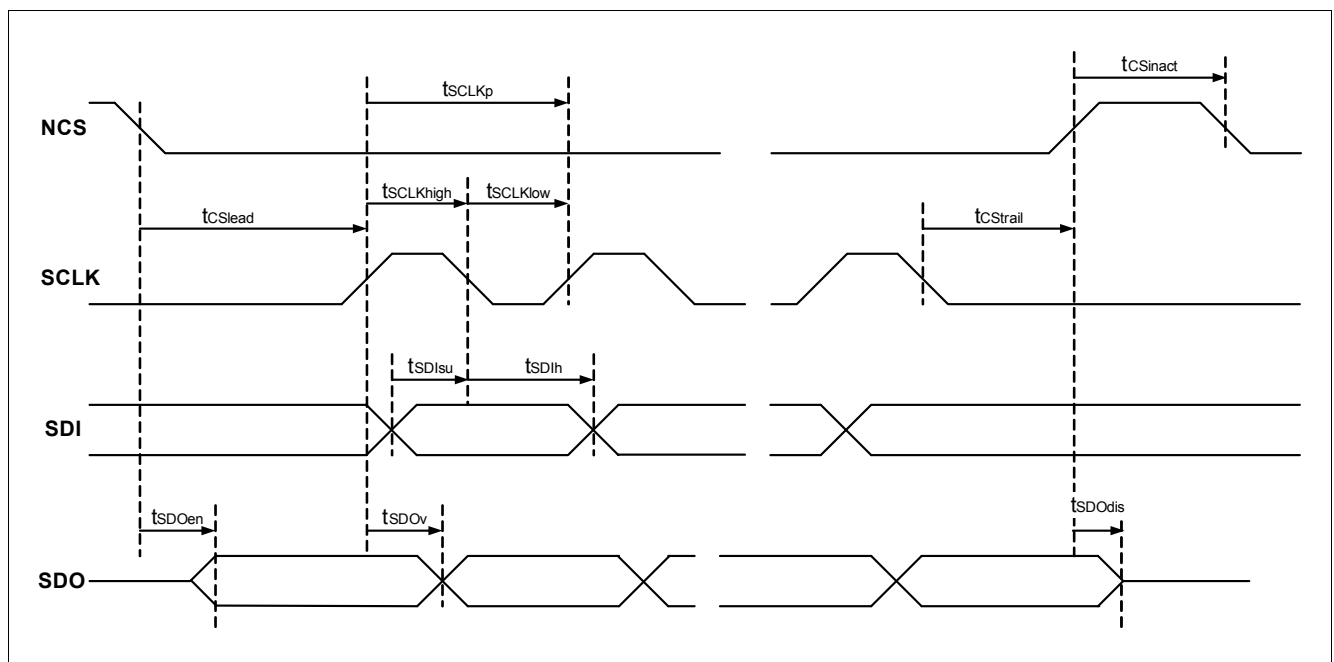 tCSinact
tSCLKp
NCS
tSCLKhigh
tSCLKlow
tCSlead
tCStrail
SCLK
tSDIsu
tSDIh
SDI
tSDOen
tSDOv
tSDOdis
SDO